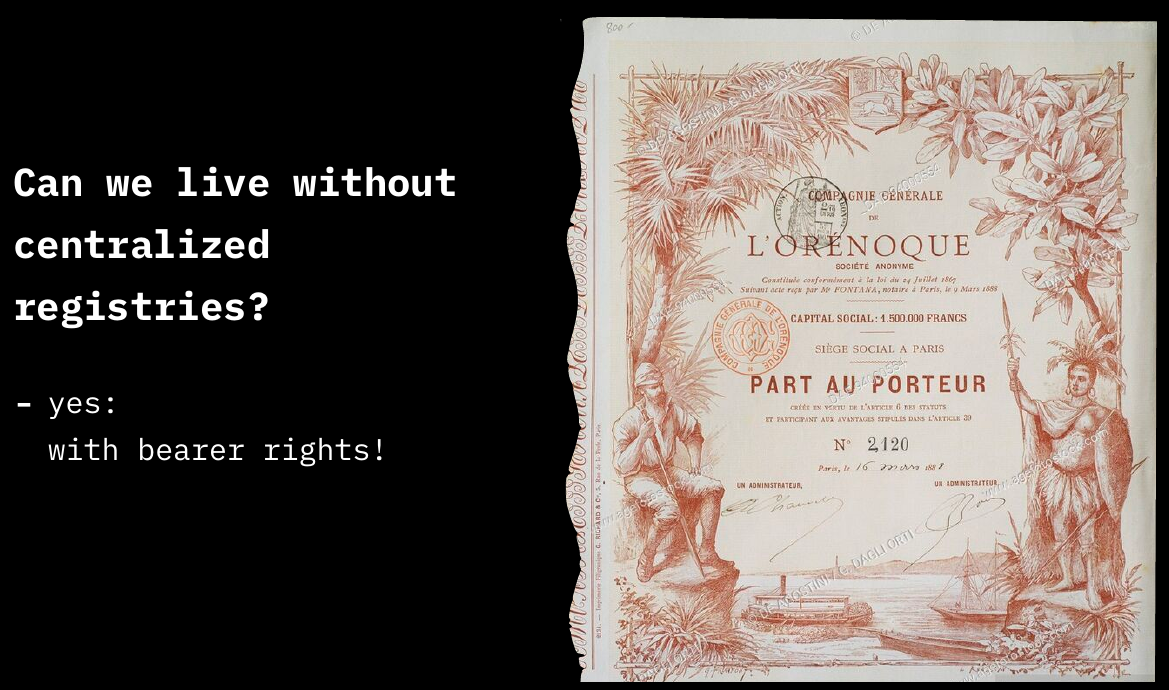 Can we live without
centralized
registries?
- yes:
with bearer rights!
800
COMPAGNIE GÉNÉRALE
DE
L'ORÉNOQUE
SOCIÉTÉ ANONYME
Constituée conformément à la loi du 24 Juillet 1867
Suivant acte reçu par Me FONTANA, notaire à Paris, le 9 Mars 1888
CAPITAL SOCIAL: 1.500.000 FRANCS
COMPAGNIE GÉNÉRALE DE L'ORÉNOQUE
SIÈGE SOCIAL A PARIS
PART AU PORTEUR
CRÉÉE EN VERTU DE L'ARTICLE 6 DES STATUTS
ET PARTICIPANT AUX AVANTAGES STIPULÉS DANS L'ARTICLE 39
N° 2,120
Paris, le 16 mars 1888
UN ADMINISTRATEUR,
UN ADMINISTRATEUR,
DE AGOSTINI / G. DAGLI ORTI